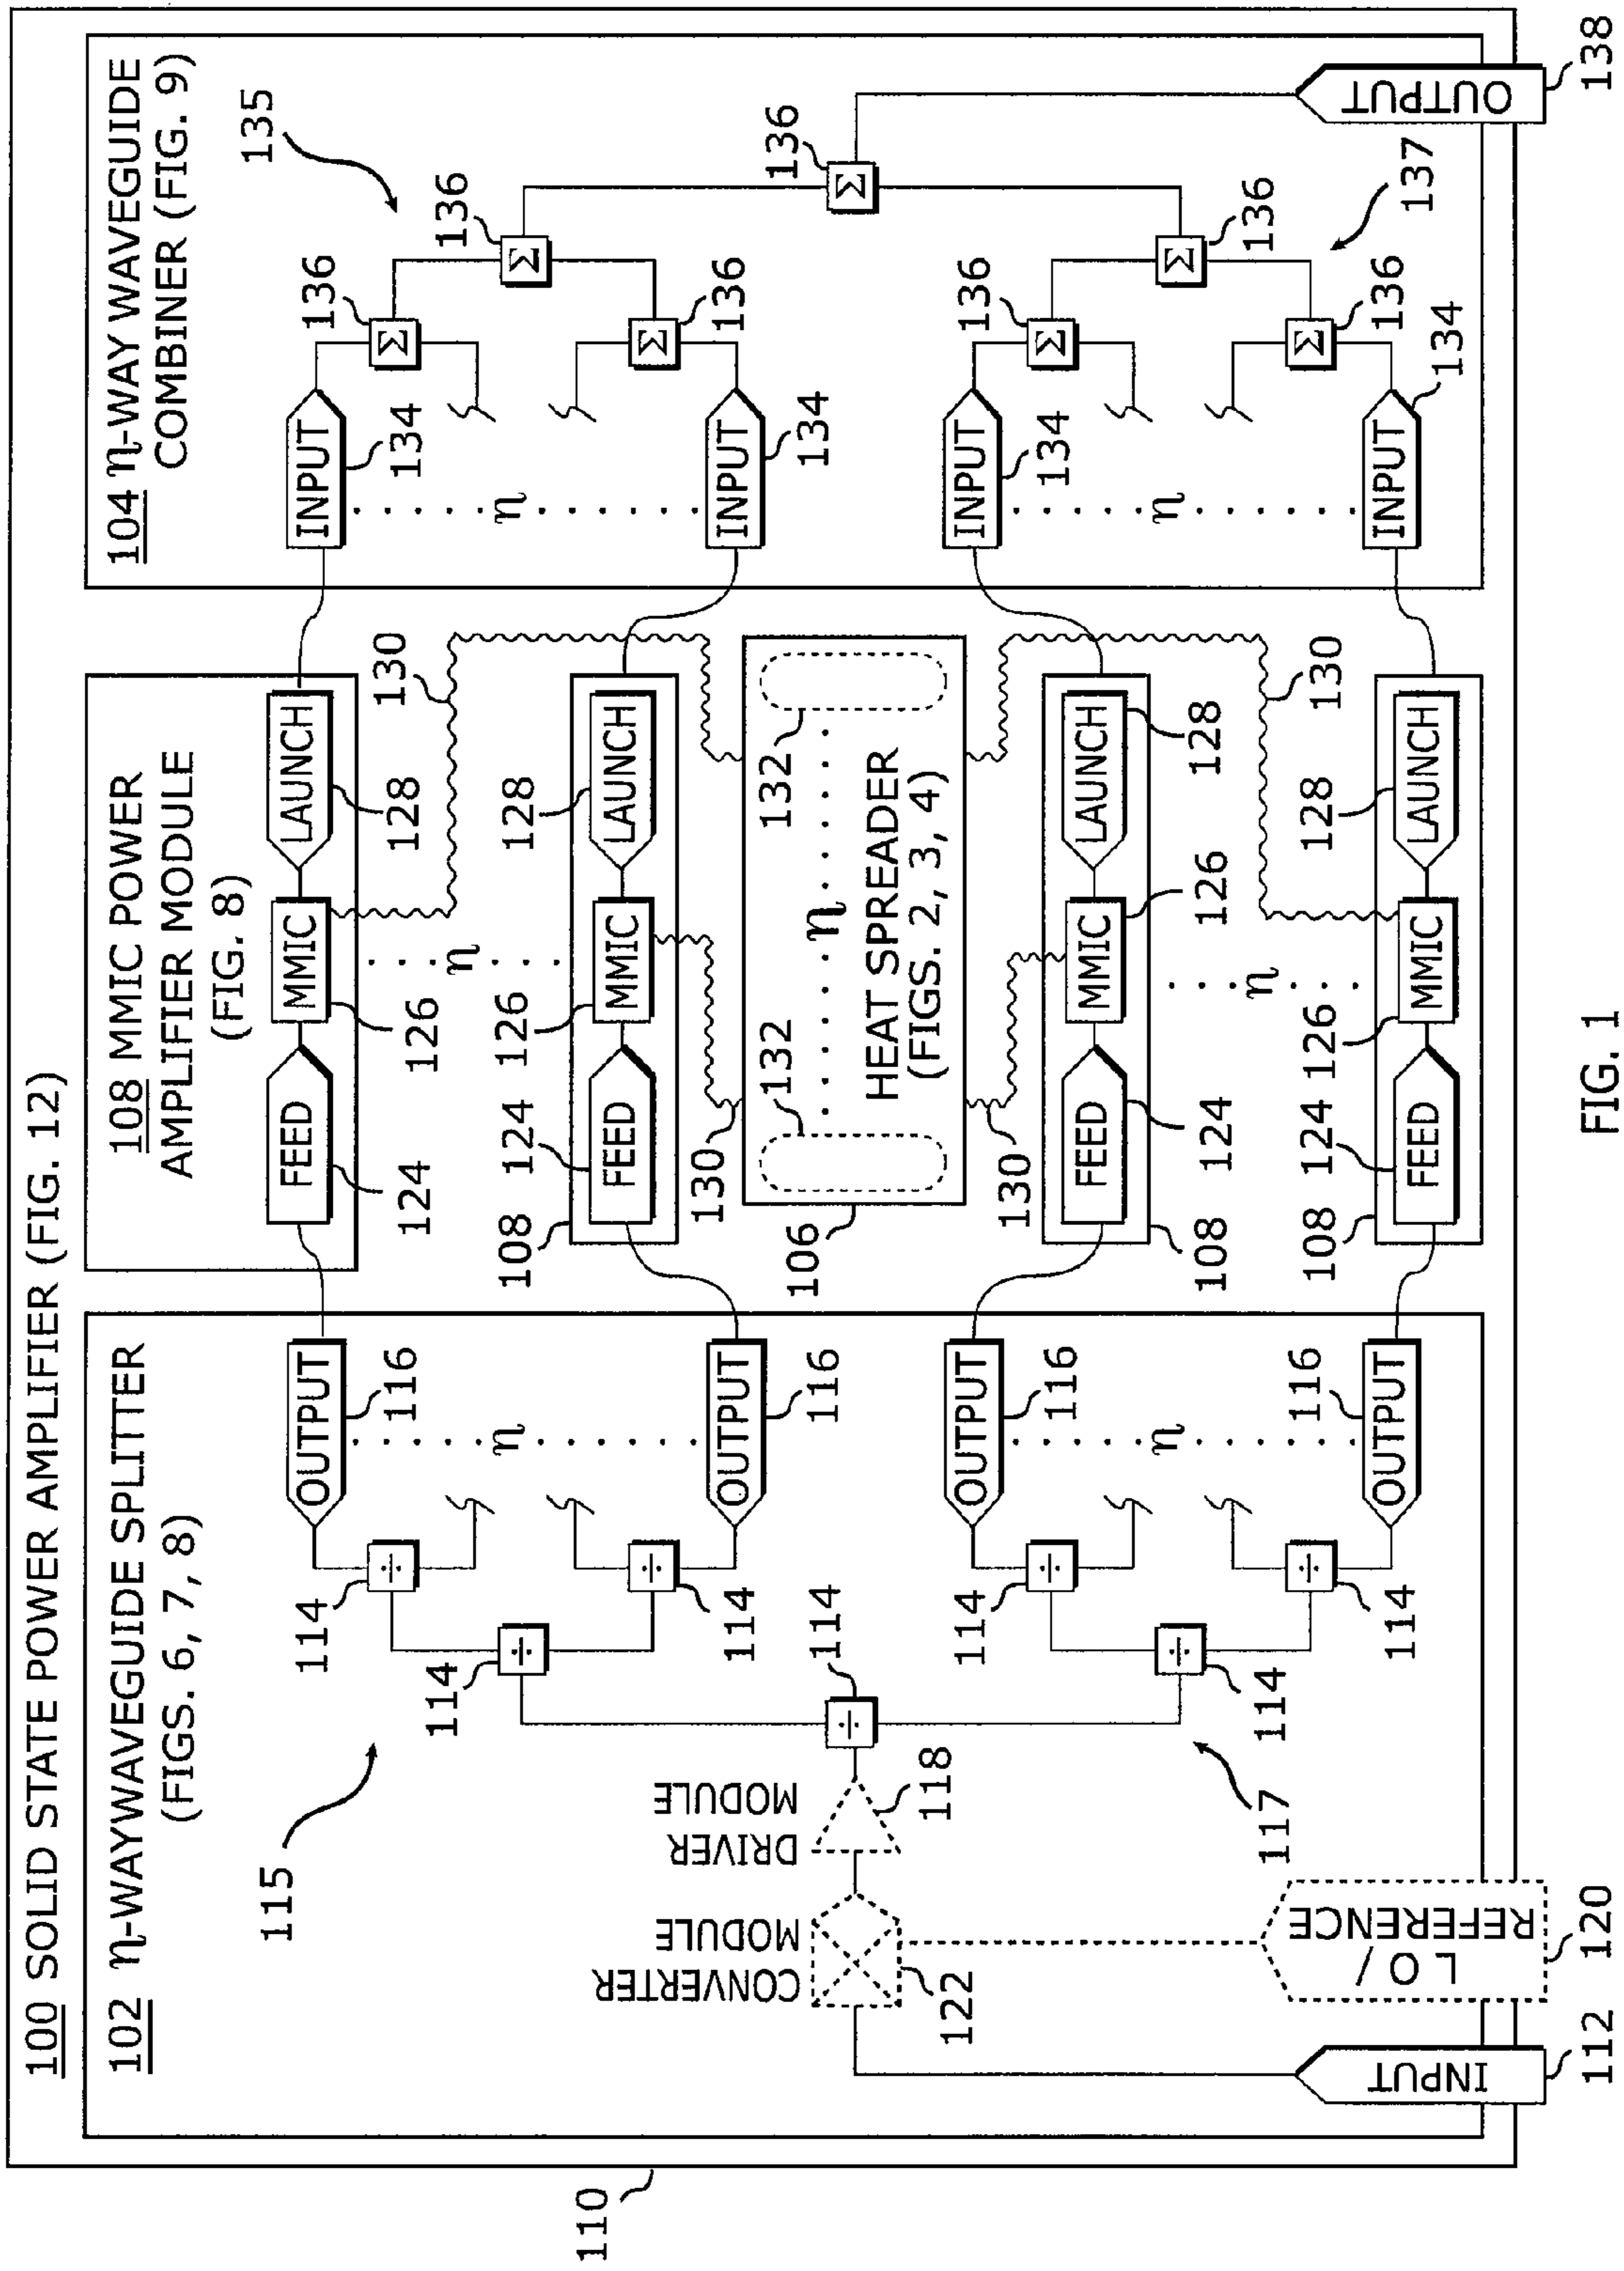 100 SOLID STATE POWER AMPLIFIER (FIG. 12)
102 η-WAYWAVEGUIDE SPLITTER
(FIGS. 6, 7, 8)
115
114
114
114
114
114
114
114
117
OUTPUT
116
η
OUTPUT
116
OUTPUT
116
η
OUTPUT
116
DRIVER
MODULE
118
CONVERTER
MODULE
122
LO/
REFERENCE
120
INPUT
112
110
108 MMIC POWER
AMPLIFIER MODULE
(FIG. 8)
FEED
124
MMIC
126
LAUNCH
128
130
η
108
FEED
124
MMIC
126
LAUNCH
128
130
106
132
η
132
HEAT SPREADER
(FIGS. 2, 3, 4)
130
108
FEED
124
MMIC
126
LAUNCH
128
130
η
108
FEED
124
MMIC
126
LAUNCH
128
104 η-WAY WAVEGUIDE
COMBINER (FIG. 9)
135
INPUT
134
η
INPUT
134
INPUT
134
η
INPUT
134
Σ
136
Σ
136
Σ
136
Σ
136
Σ
136
Σ
136
Σ
136
137
OUTPUT
138
FIG. 1